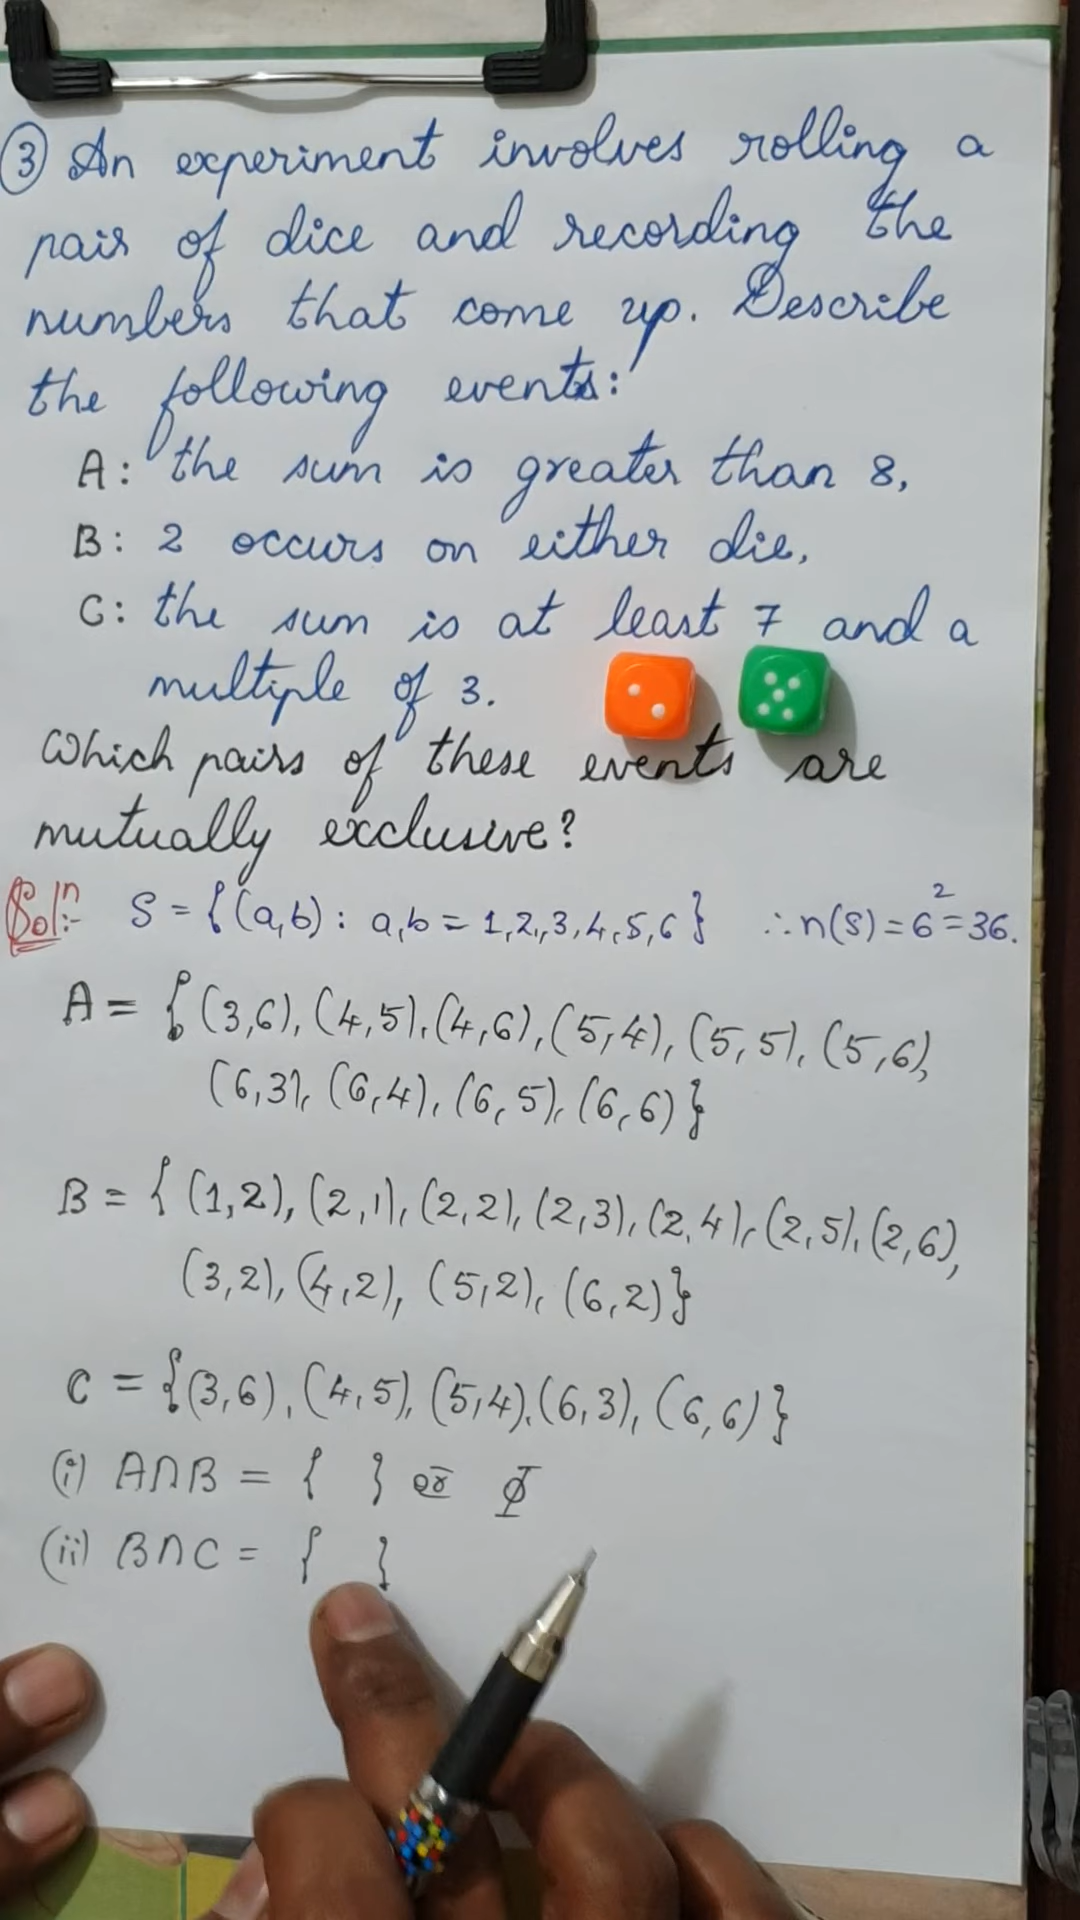 ③ An experiment involves rolling a
pair of dice and recording the
numbers that come up. Describe
the following events:
A: the sum is greater than 8,
B: 2 occurs on either die,
C: the sum is at least 7 and a
multiple of 3.
Which pairs of these events are
mutually exclusive?
Solⁿ:- S = {(a,b) : a,b = 1,2,3,4,5,6} ∴ n(S) = 6² = 36.
A = {(3,6), (4,5), (4,6), (5,4), (5,5), (5,6),
(6,3), (6,4), (6,5), (6,6)}
B = {(1,2), (2,1), (2,2), (2,3), (2,4), (2,5), (2,6),
(3,2), (4,2), (5,2), (6,2)}
C = {(3,6), (4,5), (5,4), (6,3), (6,6)}
(i) A∩B = { } or Φ
(ii) B∩C = { }